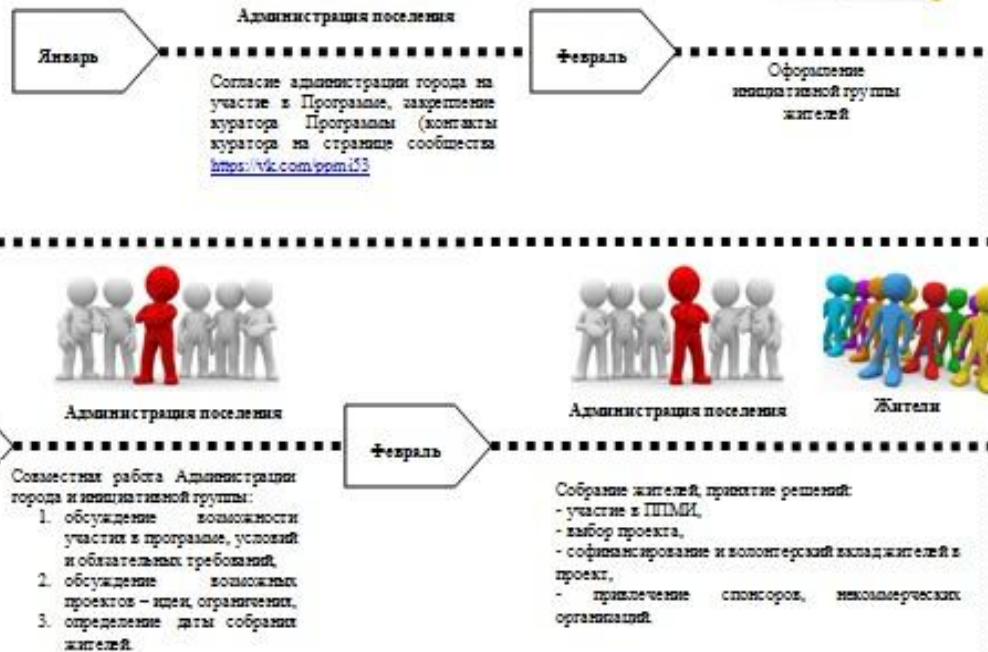 Администрация поселения
Январь
Согласие администрации города на
участие в Программе, закрепление
куратора Программы (контакты
куратора на странице сообщества
https://vk.com/ppmi53
Февраль
Оформление
инициативной группы
жителей
Администрация поселения
Совместная работа Администрации
города и инициативной группы:
1. обсуждение возможности
участия в программе, условий
и обязательных требований,
2. обсуждение возможных
проектов – идеи, ограничения,
3. определение даты собрания
жителей.
Февраль
Администрация поселения
Жители
Собрание жителей, принятие решений:
- участие в ППМИ,
- выбор проекта,
- софинансирование и волонтерский вклад жителей в
проект,
- привлечение спонсоров, некоммерческих
организаций.